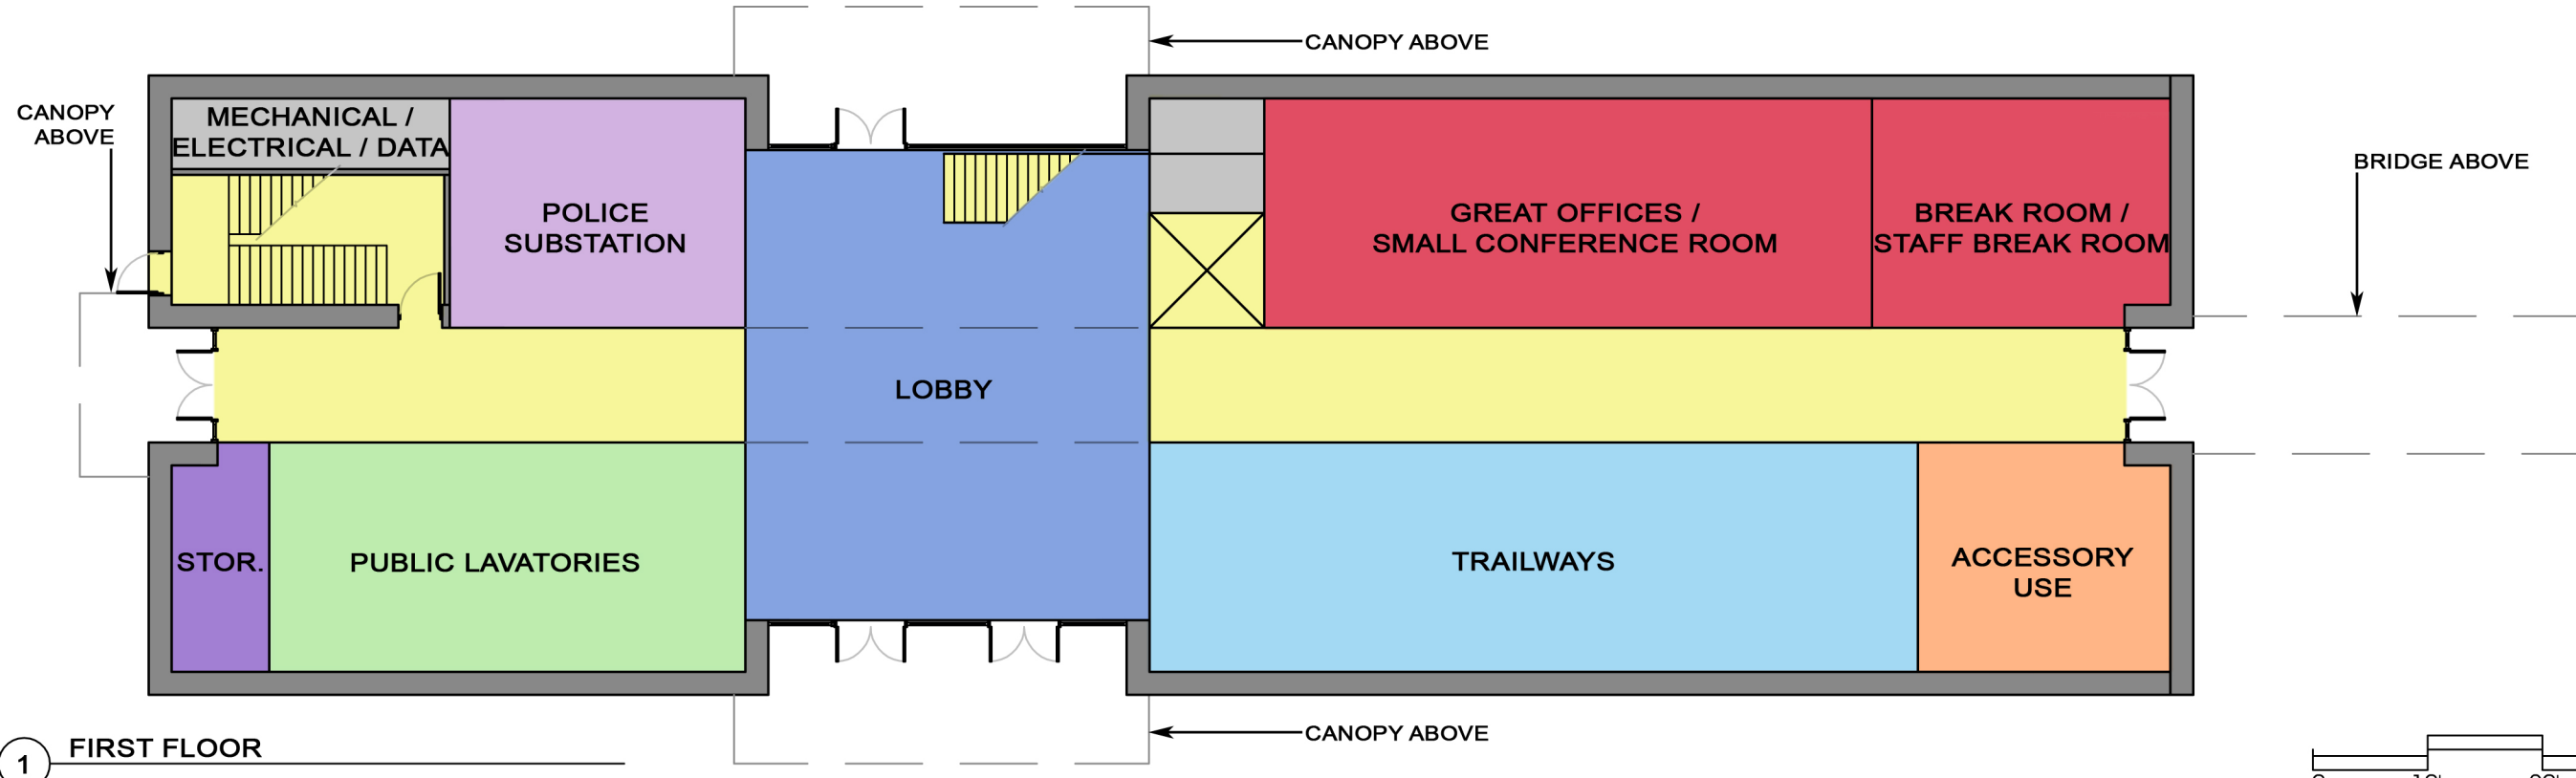 CANOPY ABOVE
CANOPY
ABOVE
MECHANICAL /
ELECTRICAL / DATA
POLICE
SUBSTATION
GREAT OFFICES /
SMALL CONFERENCE ROOM
BREAK ROOM /
STAFF BREAK ROOM
BRIDGE ABOVE
LOBBY
STOR.
PUBLIC LAVATORIES
TRAILWAYS
ACCESSORY
USE
CANOPY ABOVE
1 FIRST FLOOR